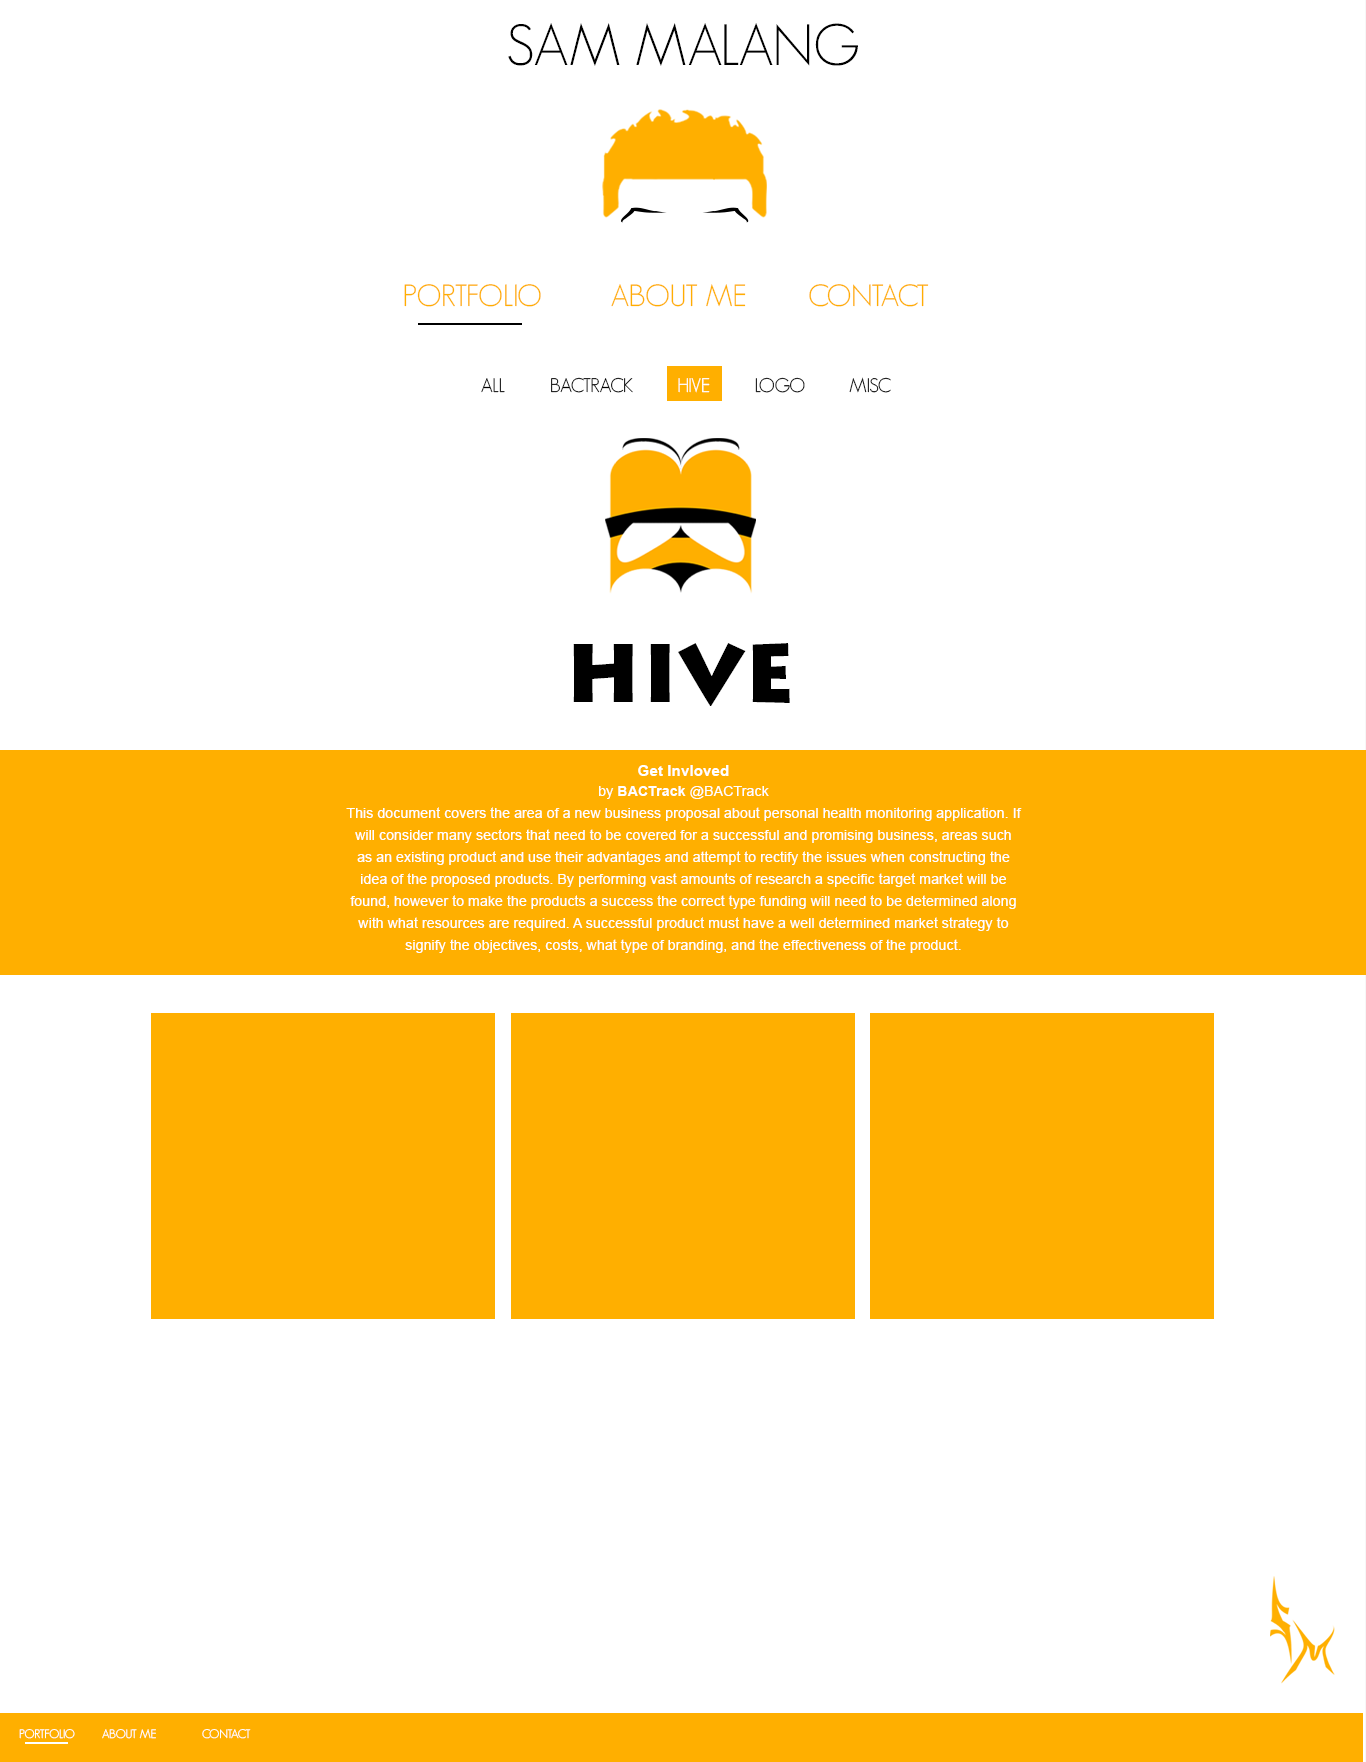 SAM MALANG
PORTFOLIO ABOUT ME CONTACT
ALL BACTRACK HIVE LOGO MISC
HIVE
Get Invloved
by BACTrack @BACTrack
This document covers the area of a new business proposal about personal health monitoring application. If
will consider many sectors that need to be covered for a successful and promising business, areas such
as an existing product and use their advantages and attempt to rectify the issues when constructing the
idea of the proposed products. By performing vast amounts of research a specific target market will be
found, however to make the products a success the correct type funding will need to be determined along
with what resources are required. A successful product must have a well determined market strategy to
signify the objectives, costs, what type of branding, and the effectiveness of the product.
SM
PORTFOLIO ABOUT ME CONTACT